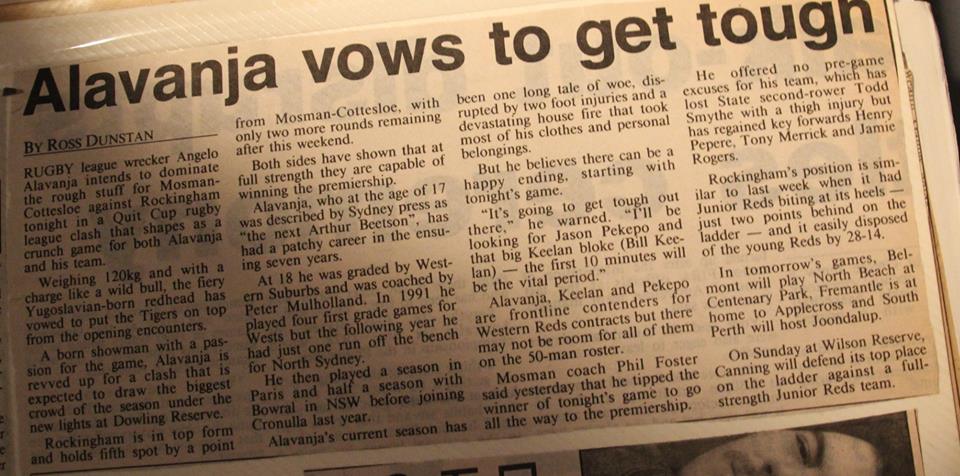 Alavanja vows to get tough
BY ROSS DUNSTAN
RUGBY league wrecker Angelo
Alavanja intends to dominate
the rough stuff for Mosman-
Cottesloe against Rockingham
tonight in a Quit Cup rugby
league clash that shapes as a
crunch game for both Alavanja
and his team.
Weighing 120kg and with a
charge like a wild bull, the fiery
Yugoslavian-born redhead has
vowed to put the Tigers on top
from the opening encounters.
A born showman with a pas-
sion for the game, Alavanja is
revved up for a clash that is
expected to draw the biggest
crowd of the season under the
new lights at Dowling Reserve.
Rockingham is in top form
and holds fifth spot by a point
from Mosman-Cottesloe, with
only two more rounds remaining
after this weekend.
Both sides have shown that at
full strength they are capable of
winning the premiership.
Alavanja, who at the age of 17
was described by Sydney press as
"the next Arthur Beetson", has
had a patchy career in the ensu-
ing seven years.
At 18 he was graded by West-
ern Suburbs and was coached by
Peter Mulholland. In 1991 he
played four first grade games for
Wests but the following year he
had just one run off the bench
for North Sydney.
He then played a season in
Paris and half a season with
Bowral in NSW before joining
Cronulla last year.
Alavanja's current season has
been one long tale of woe, dis-
rupted by two foot injuries and a
devastating house fire that took
most of his clothes and personal
belongings.
But he believes there can be a
happy ending, starting with
tonight's game.
"It's going to get tough out
there," he warned. "I'll be
looking for Jason Pekepo and
that big Keelan bloke (Bill Kee-
lan) — the first 10 minutes will
be the vital period."
Alavanja, Keelan and Pekepo
are frontline contenders for
Western Reds contracts but there
may not be room for all of them
on the 50-man roster.
Mosman coach Phil Foster
said yesterday that he tipped the
winner of tonight's game to go
all the way to the premiership.
He offered no pre-game
excuses for his team, which has
lost State second-rower Todd
Smythe with a thigh injury but
has regained key forwards Henry
Pepere, Tony Merrick and Jamie
Rogers.
Rockingham's position is sim-
ilar to last week when it had
Junior Reds biting at its heels —
just two points behind on the
ladder — and it easily disposed
of the young Reds by 28-14.
In tomorrow's games, Bel-
mont will play North Beach at
Centenary Park, Fremantle is at
home to Applecross and South
Perth will host Joondalup.
On Sunday at Wilson Reserve,
Canning will defend its top place
on the ladder against a full-
strength Junior Reds team.